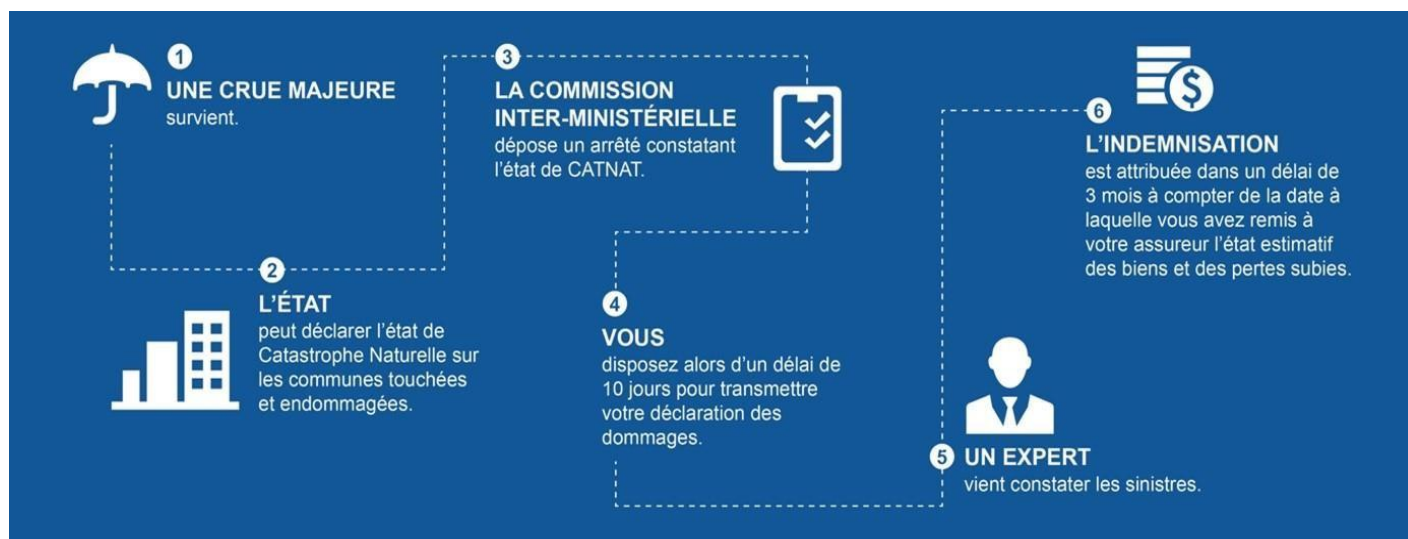 1
UNE CRUE MAJEURE
survient.
2
L'ÉTAT
peut déclarer l'état de
Catastrophe Naturelle sur
les communes touchées
et endommagées.
3
LA COMMISSION
INTER-MINISTÉRIELLE
dépose un arrêté constatant
l'état de CATNAT.
4
VOUS
disposez alors d'un délai de
10 jours pour transmettre
votre déclaration des
dommages.
5
UN EXPERT
vient constater les sinistres.
$
6
L'INDEMNISATION
est attribuée dans un délai de
3 mois à compter de la date à
laquelle vous avez remis à
votre assureur l'état estimatif
des biens et des pertes subies.